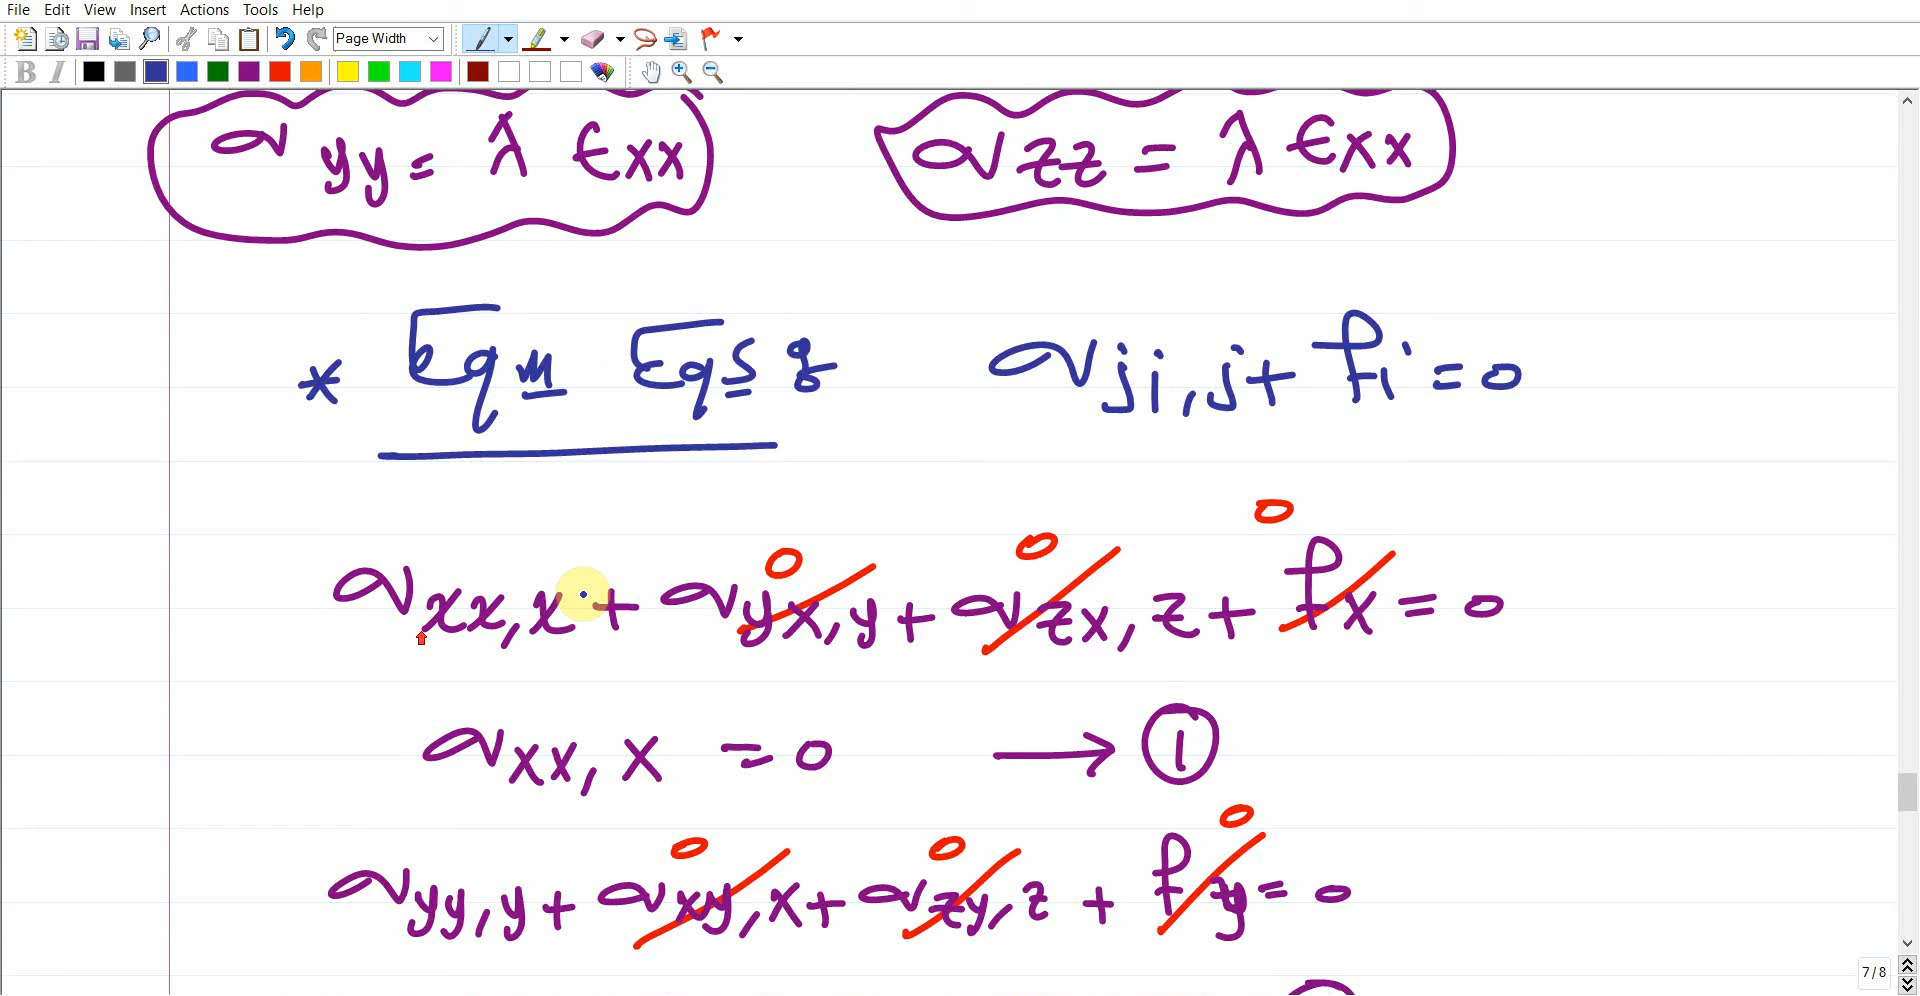 File Edit View Insert Actions Tools Help
Page Width
B I
σyy = λ ϵxx σzz = λ ϵxx
* Eqm Eqs : σji,j + fi = 0
σxx,x + σyx,y + σzx,z + fx = 0
0 0 0
σxx,x = 0 → ①
0 0 0
σyy,y + σxy,x + σzy,z + fy = 0
7 / 8